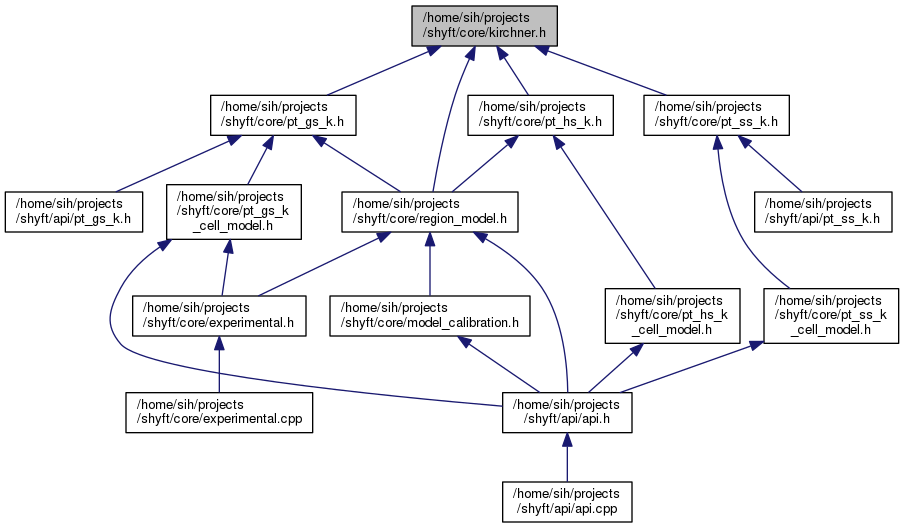 /home/sih/projects
/shyft/core/kirchner.h
/home/sih/projects
/shyft/core/pt_gs_k.h
/home/sih/projects
/shyft/core/pt_hs_k.h
/home/sih/projects
/shyft/core/pt_ss_k.h
/home/sih/projects
/shyft/api/pt_gs_k.h
/home/sih/projects
/shyft/core/pt_gs_k
_cell_model.h
/home/sih/projects
/shyft/core/region_model.h
/home/sih/projects
/shyft/api/pt_ss_k.h
/home/sih/projects
/shyft/core/experimental.h
/home/sih/projects
/shyft/core/model_calibration.h
/home/sih/projects
/shyft/core/pt_hs_k
_cell_model.h
/home/sih/projects
/shyft/core/pt_ss_k
_cell_model.h
/home/sih/projects
/shyft/core/experimental.cpp
/home/sih/projects
/shyft/api/api.h
/home/sih/projects
/shyft/api/api.cpp